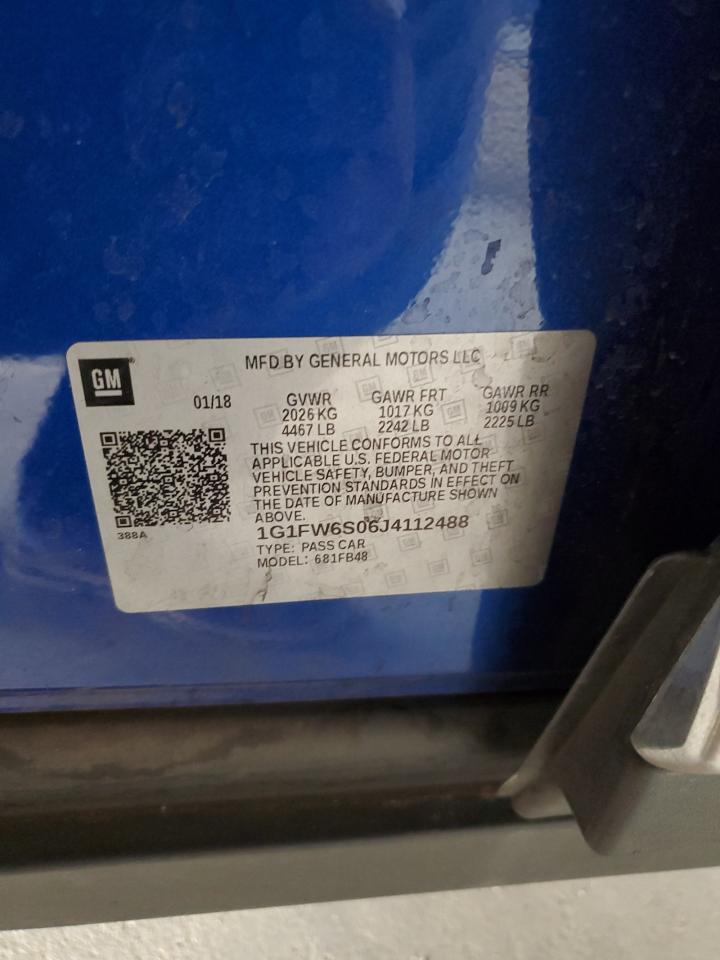 GM
MFD BY GENERAL MOTORS LLC
01/18 GVWR GAWR FRT GAWR RR
2026 KG 1017 KG 1009 KG
4467 LB 2242 LB 2225 LB
THIS VEHICLE CONFORMS TO ALL
APPLICABLE U.S. FEDERAL MOTOR
VEHICLE SAFETY, BUMPER, AND THEFT
PREVENTION STANDARDS IN EFFECT ON
THE DATE OF MANUFACTURE SHOWN
ABOVE.
388A
1G1FW6S06J4112488
TYPE: PASS CAR
MODEL: 681FB48